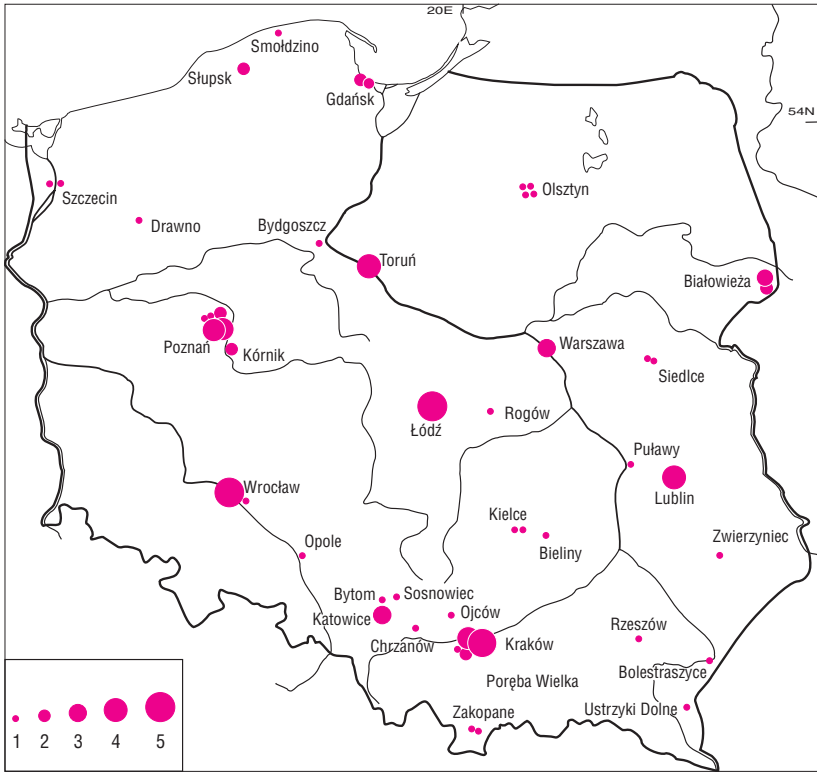 20E
Smołdzino
Słupsk
Gdańsk
54N
Szczecin
Olsztyn
Drawno
Bydgoszcz
Toruń
Białowieża
Poznań
Kórnik
Warszawa
Siedlce
Łódź
Rogów
Puławy
Lublin
Wrocław
Kielce
Bieliny
Zwierzyniec
Opole
Bytom
Sosnowiec
Katowice
Ojców
Chrzanów
Kraków
Rzeszów
Bolestraszyce
Poręba Wielka
Zakopane
Ustrzyki Dolne
1 2 3 4 5